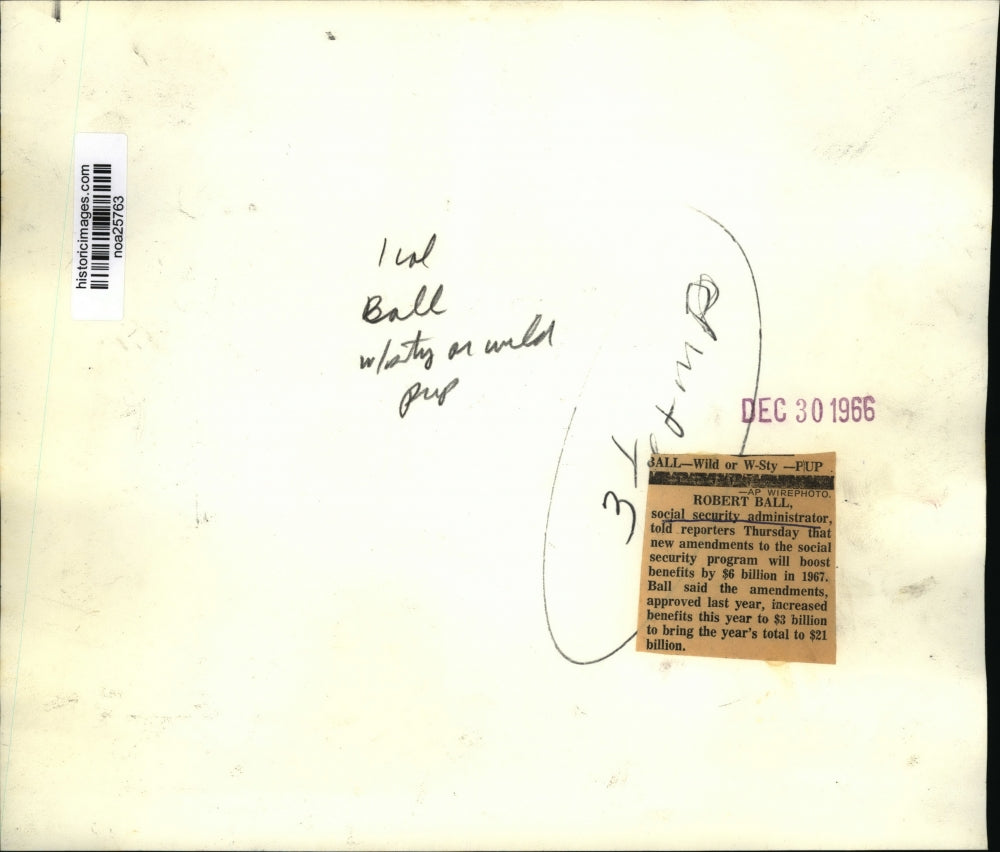 historicimages.com
noa25763
1 col
Ball
w/sty or wild
pup
DEC 30 1966
3
BALL—Wild or W-Sty —P|UP
—AP WIREPHOTO.
ROBERT BALL,
social security administrator,
told reporters Thursday that
new amendments to the social
security program will boost
benefits by $6 billion in 1967.
Ball said the amendments,
approved last year, increased
benefits this year to $3 billion
to bring the year's total to $21
billion.